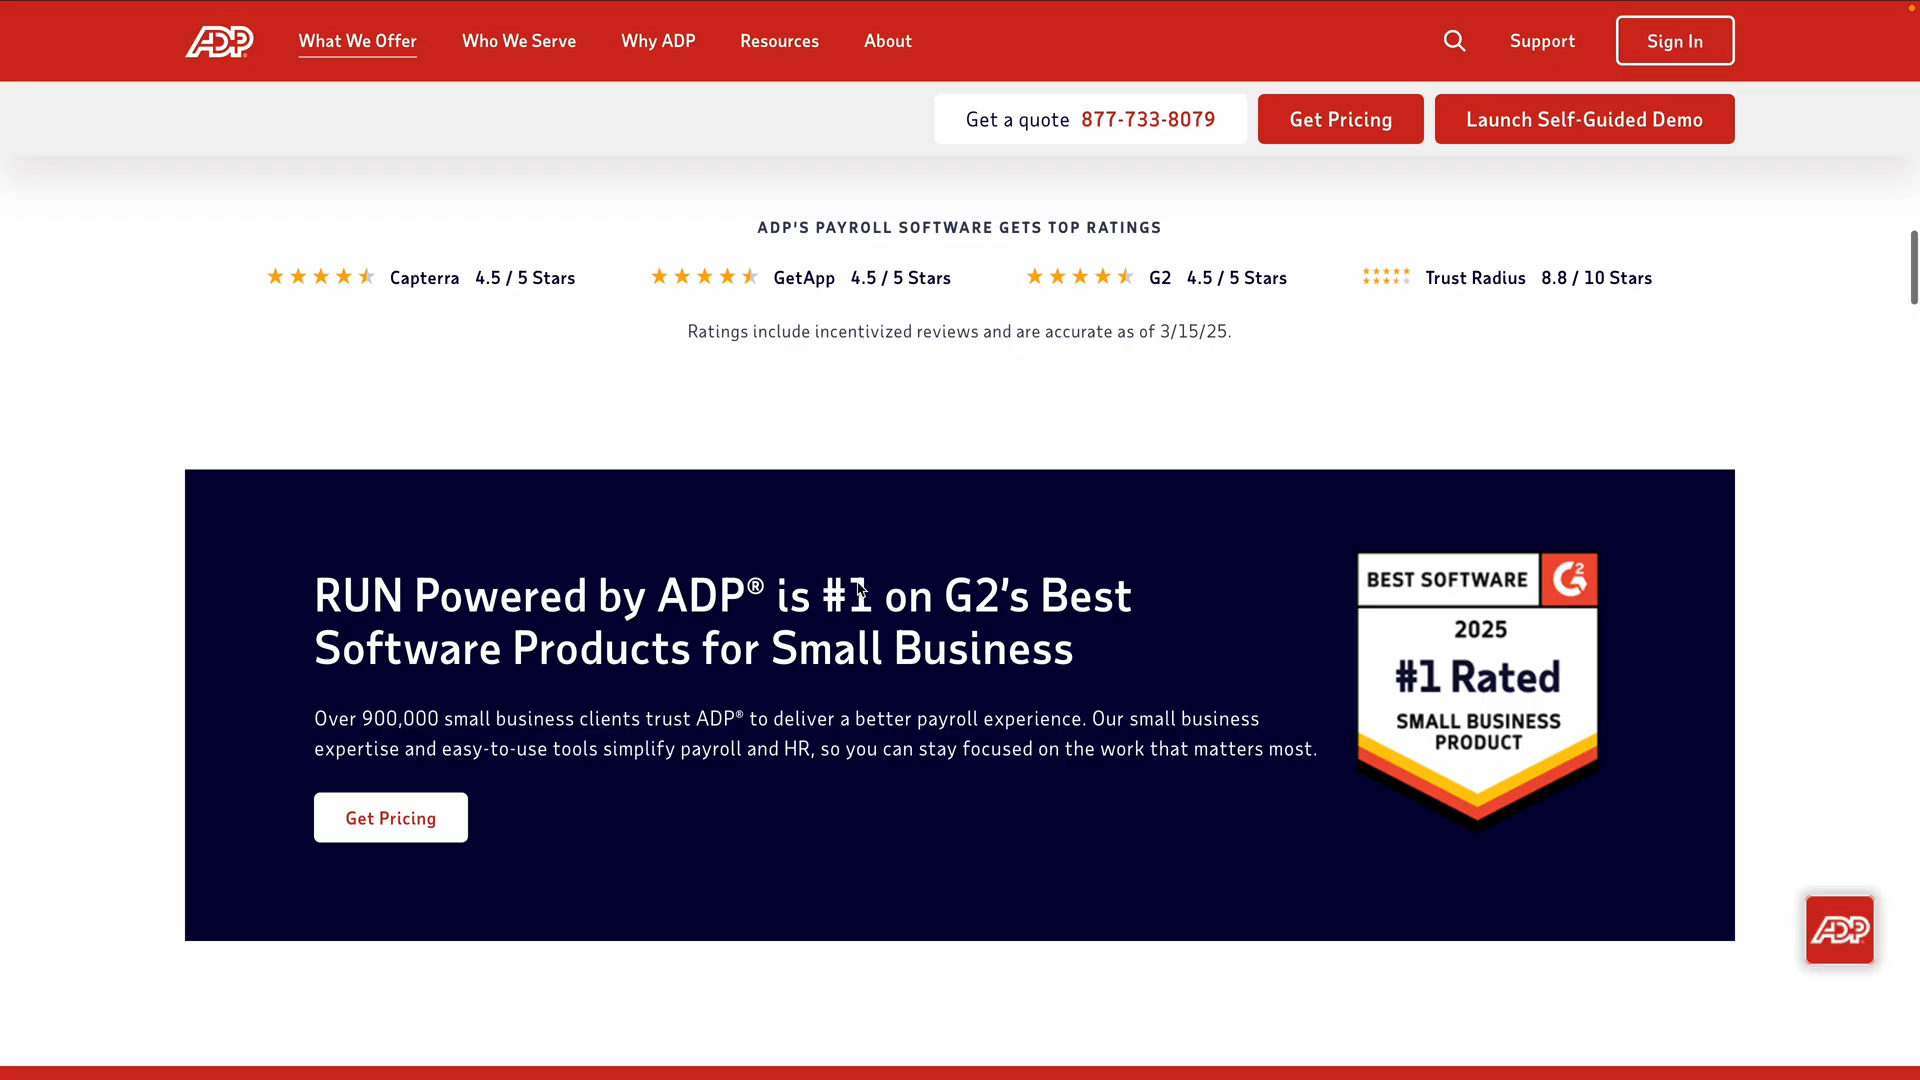 ADP
What We Offer
Who We Serve
Why ADP
Resources
About
Support
Sign In
Get a quote 877-733-8079
Get Pricing
Launch Self-Guided Demo
ADP'S PAYROLL SOFTWARE GETS TOP RATINGS
Capterra 4.5 / 5 Stars
GetApp 4.5 / 5 Stars
G2 4.5 / 5 Stars
Trust Radius 8.8 / 10 Stars
Ratings include incentivized reviews and are accurate as of 3/15/25.
RUN Powered by ADP® is #1 on G2’s Best
Software Products for Small Business
Over 900,000 small business clients trust ADP® to deliver a better payroll experience. Our small business
expertise and easy-to-use tools simplify payroll and HR, so you can stay focused on the work that matters most.
Get Pricing
BEST SOFTWARE
G2
2025
#1 Rated
SMALL BUSINESS
PRODUCT
ADP